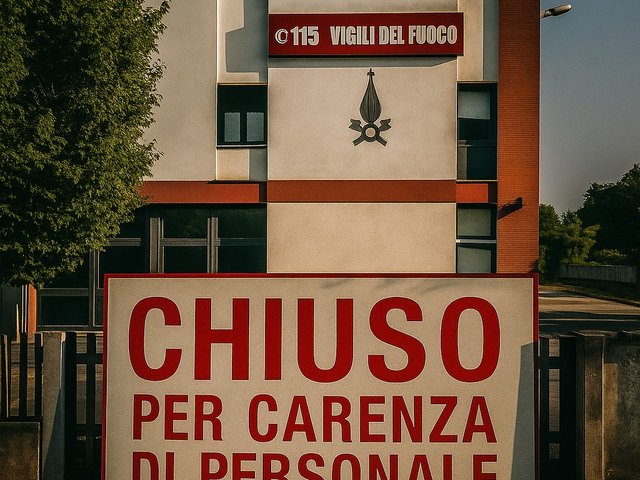 ✆115 VIGILI DEL FUOCO
CHIUSO
PER CARENZA
DI PERSONALE